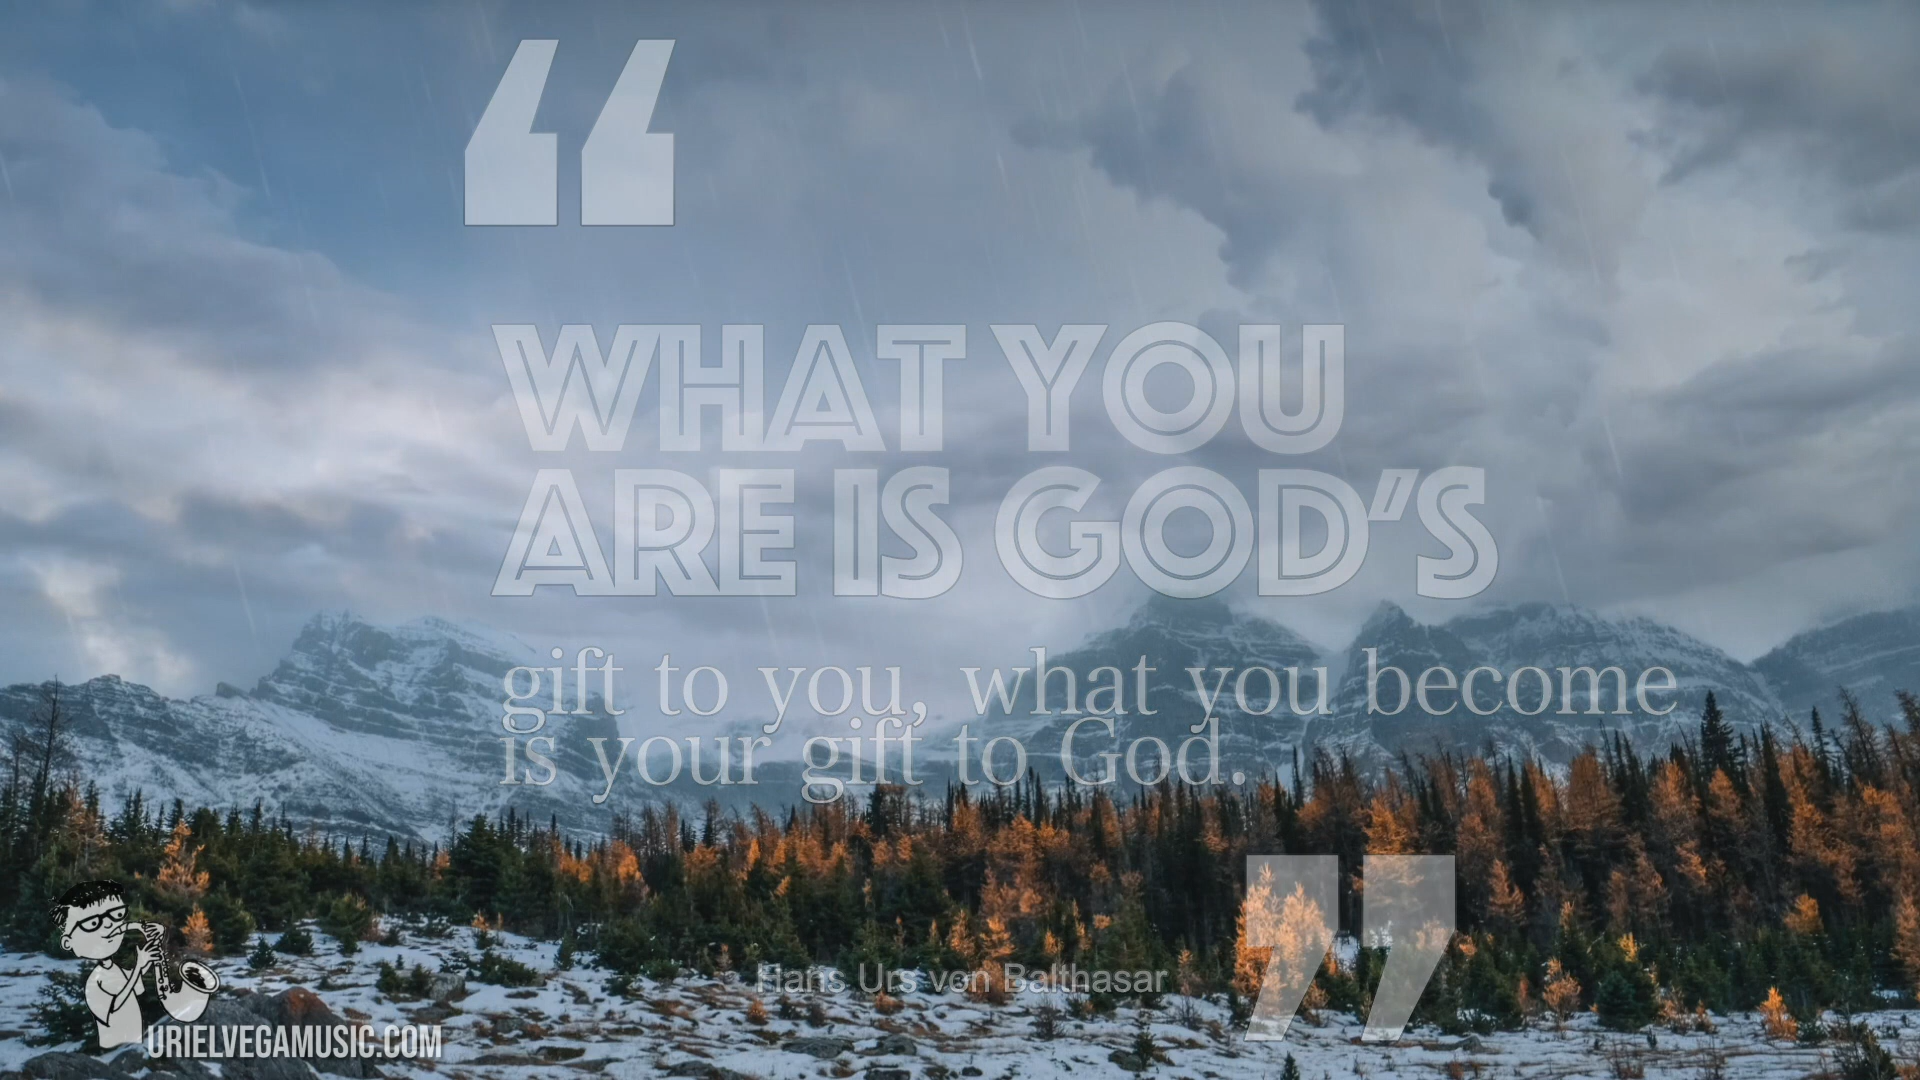 “
WHAT YOU
ARE IS GOD’S
gift to you, what you become
is your gift to God.
”
Hans Urs von Balthasar
URIELVEGAMUSIC.COM